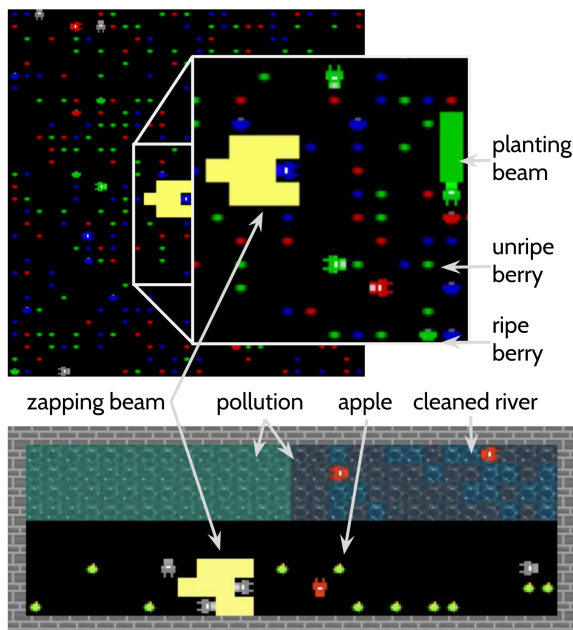 planting
beam
unripe
berry
ripe
berry
zapping beam
pollution
apple
cleaned river